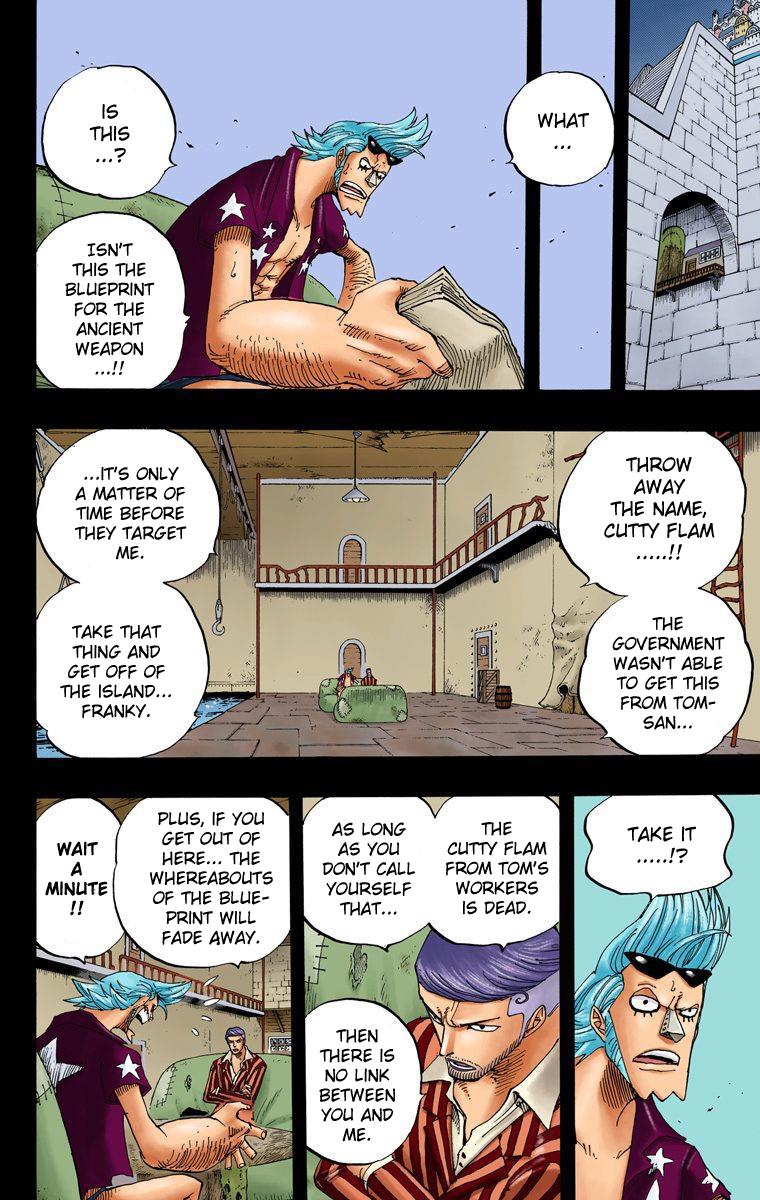 WHAT
...
IS
THIS
...?
ISN'T
THIS THE
BLUEPRINT
FOR THE
ANCIENT
WEAPON
...!!
THROW
AWAY
THE NAME,
CUTTY FLAM
.....!!
THE
GOVERNMENT
WASN'T ABLE
TO GET THIS
FROM TOM-
SAN...
...IT'S ONLY
A MATTER OF
TIME BEFORE
THEY TARGET
ME.
TAKE THAT
THING AND
GET OFF OF
THE ISLAND...
FRANKY.
TAKE IT
.....!?
THE
CUTTY FLAM
FROM TOM'S
WORKERS
IS DEAD.
AS LONG
AS YOU
DON'T CALL
YOURSELF
THAT...
THEN
THERE IS
NO LINK
BETWEEN
YOU AND
ME.
PLUS, IF YOU
GET OUT OF
HERE... THE
WHEREABOUTS
OF THE BLUE-
PRINT WILL
FADE AWAY.
WAIT
A
MINUTE
!!